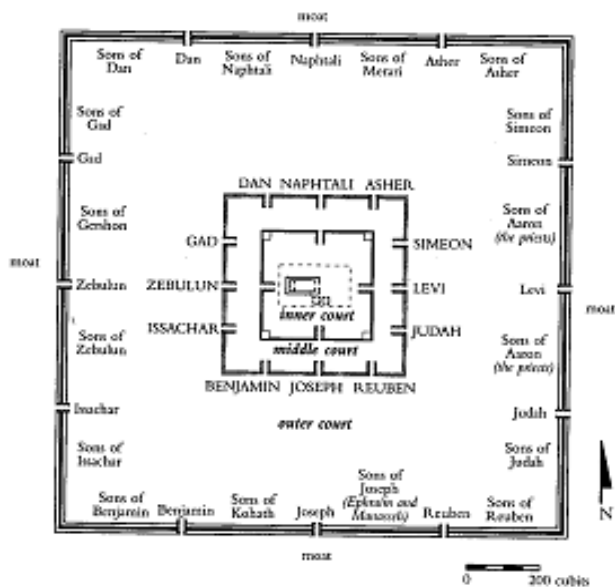 moat
Sons of
Dan
Dan
Sons of
Naphtali
Naphtali
Sons of
Merari
Asher
Sons of
Asher
Sons of
Gad
Sons of
Simeon
Gad
Simeon
DAN NAPHTALI ASHER
Sons of
Gershon
Sons of
Aaron
(the priests)
GAD
SIMEON
moat
Zebulun
ZEBULUN
LEVI
Levi
moat
inner court
Sons of
Zebulun
ISSACHAR
JUDAH
Sons of
Aaron
(the priests)
middle court
BENJAMIN JOSEPH REUBEN
Issachar
outer court
Judah
Sons of
Issachar
Sons of
Judah
Sons of
Benjamin
Benjamin
Sons of
Kohath
Joseph
Sons of
Joseph
(Ephraim and
Manasseh)
Reuben
Sons of
Reuben
N
moat
0 200 cubits